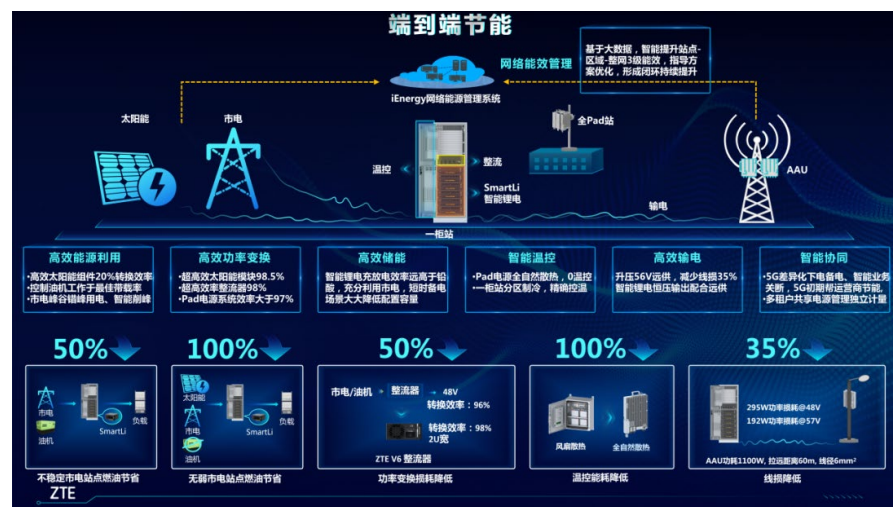 端到端节能
网络能效管理
基于大数据，智能提升站点-
区域-整网3级能效，指导方
案优化，形成闭环持续提升
iEnergy网络能源管理系统
太阳能
市电
全Pad站
温控
整流
SmartLi
智能锂电
AAU
输电
一柜站
高效能源利用
•高效太阳能组件20%转换效率
•控制油机工作于最佳带载率
•市电峰谷错峰用电、智能削峰
高效功率变换
•超高效太阳能模块98.5%
•超高效率整流器98%
•Pad电源系统效率大于97%
高效储能
智能锂电充放电效率远高于铅
酸，充分利用市电，短时备电
场景大大降低配置容量
智能温控
•Pad电源全自然散热，0温控
•一柜站分区制冷，精确控温
高效输电
升压56V远供，减少线损35%
智能锂电恒压输出配合远供
智能协同
•5G差异化下电备电、智能业务
关断，5G初期帮运营商节能,
•多租户共享电源管理独立计量
50%
市电
油机
SmartLi
负载
不稳定市电站点燃油节省
100%
太阳能
市电
油机
SmartLi
负载
无弱市电站点燃油节省
50%
市电/油机
整流器
48V
转换效率：96%
转换效率：98%
2U宽
ZTE V6 整流器
功率变换损耗降低
100%
风扇散热
全自然散热
温控能耗降低
35%
295W功率损耗@48V
192W功率损耗@57V
AAU功耗1100W, 拉远距离60m, 线径6mm²
线损降低
ZTE